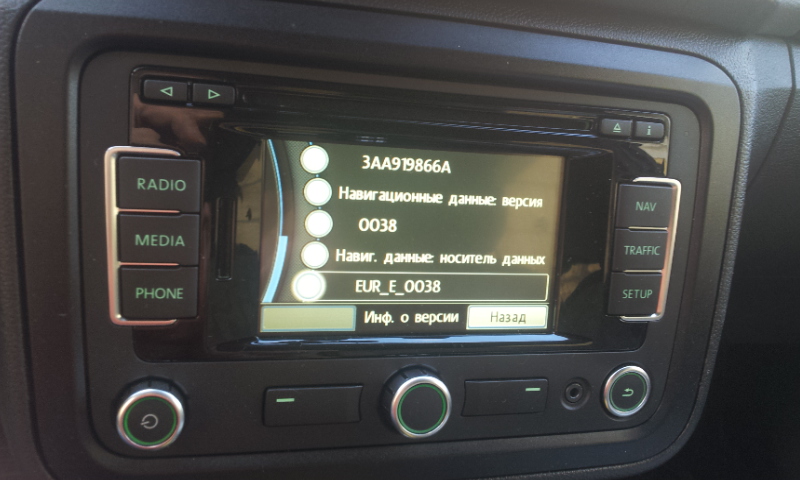 RADIO
MEDIA
PHONE
3AA919866A
Навигационные данные: версия
0038
Навиг. данные: носитель данных
EUR_E_0038
Инф. о версии
Назад
i
NAV
TRAFFIC
SETUP